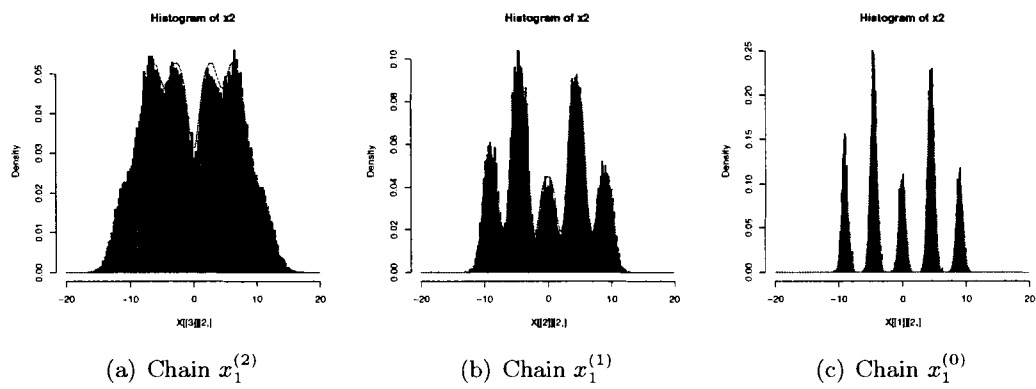 Histogram of x2
Density
0.00 0.01 0.02 0.03 0.04 0.05
-20 -10 0 10 20
X[[3]][2,]
(a) Chain x_1^{(2)}
Histogram of x2
Density
0.00 0.02 0.04 0.06 0.08 0.10
-20 -10 0 10 20
X[[2]][2,]
(b) Chain x_1^{(1)}
Histogram of x2
Density
0.00 0.05 0.10 0.15 0.20 0.25
-20 -10 0 10 20
X[[1]][2,]
(c) Chain x_1^{(0)}